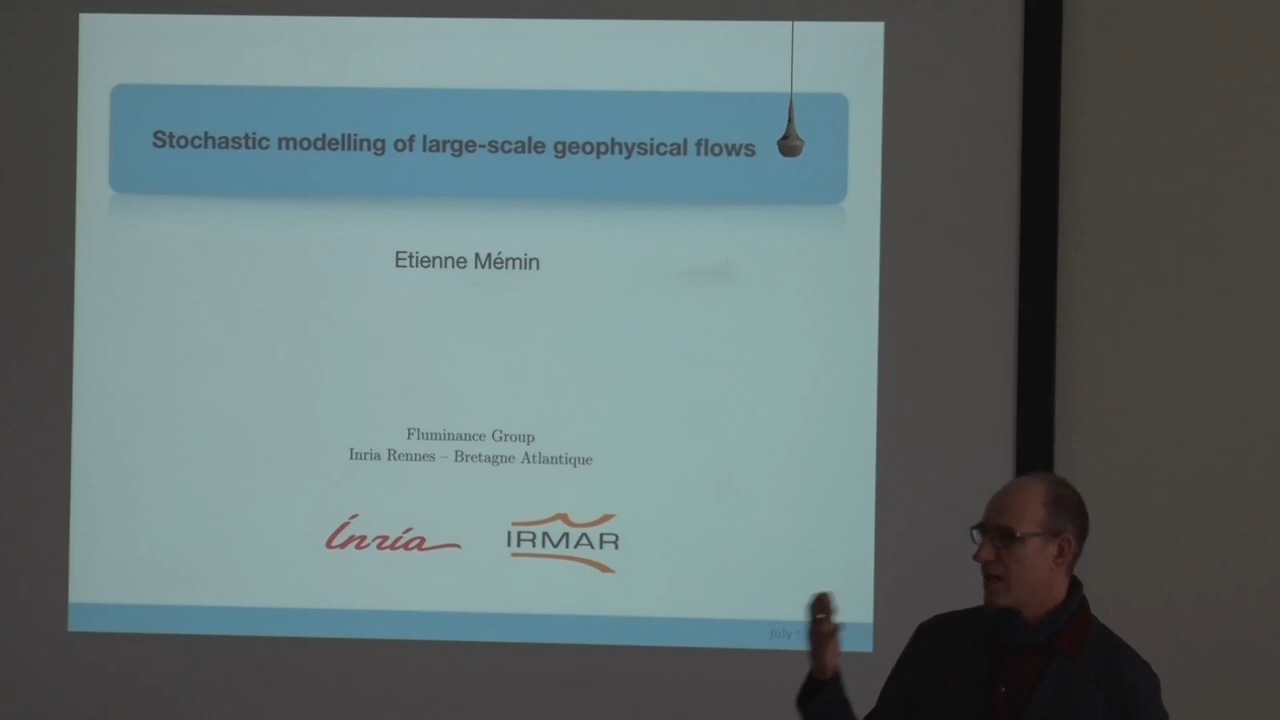 Stochastic modelling of large-scale geophysical flows
Etienne Mémin
Fluminance Group
Inria Rennes – Bretagne Atlantique
Inria
IRMAR
July